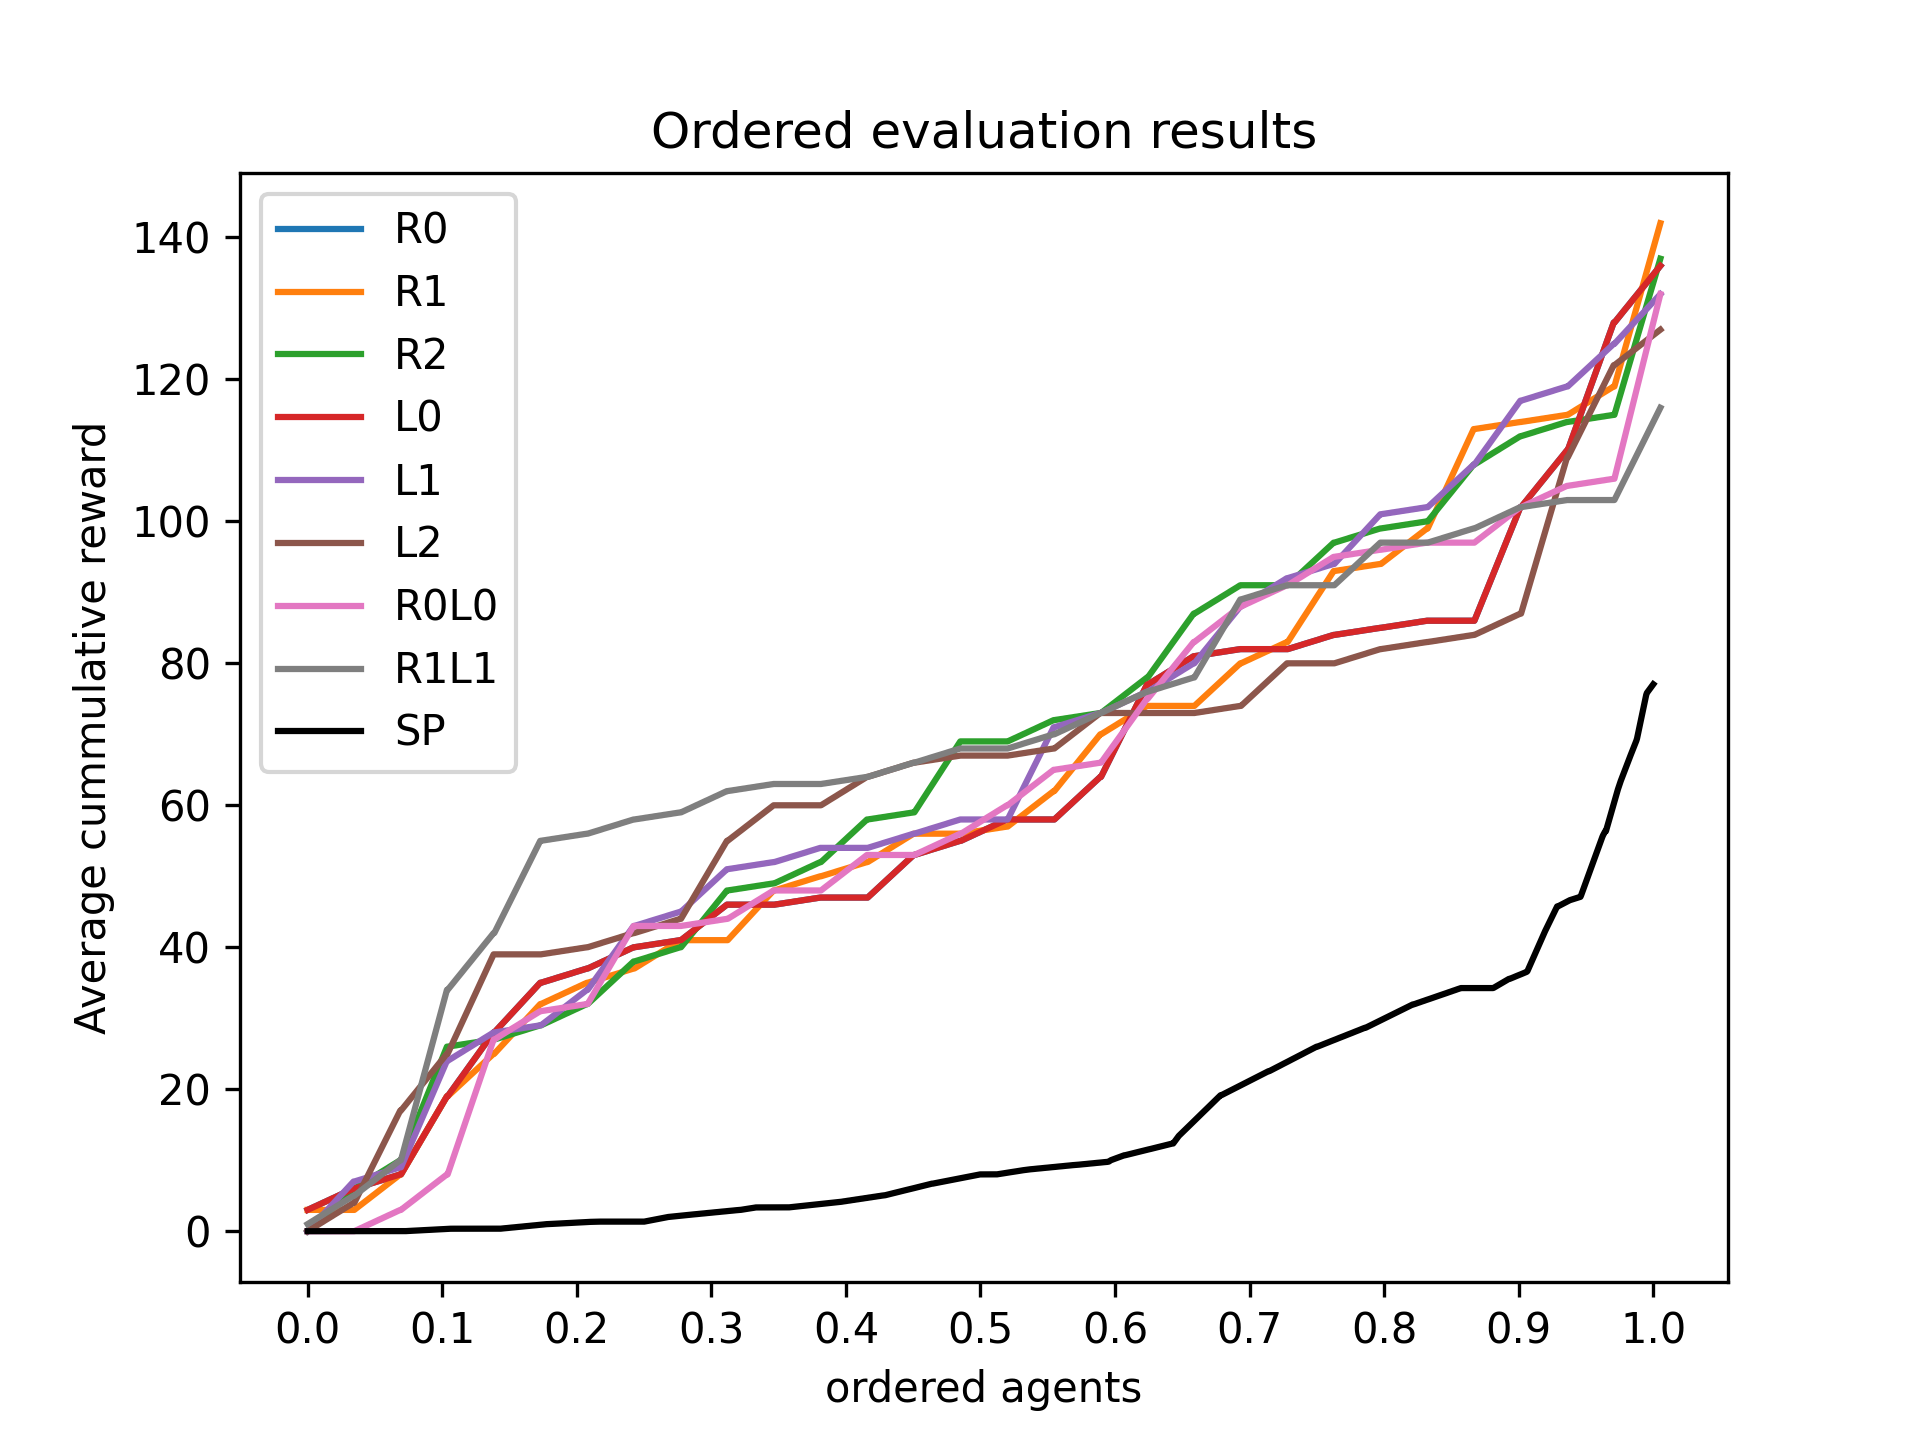 Ordered evaluation results
R0
R1
R2
L0
L1
L2
R0L0
R1L1
SP
Average cummulative reward
140
120
100
80
60
40
20
0
0.0 0.1 0.2 0.3 0.4 0.5 0.6 0.7 0.8 0.9 1.0
ordered agents